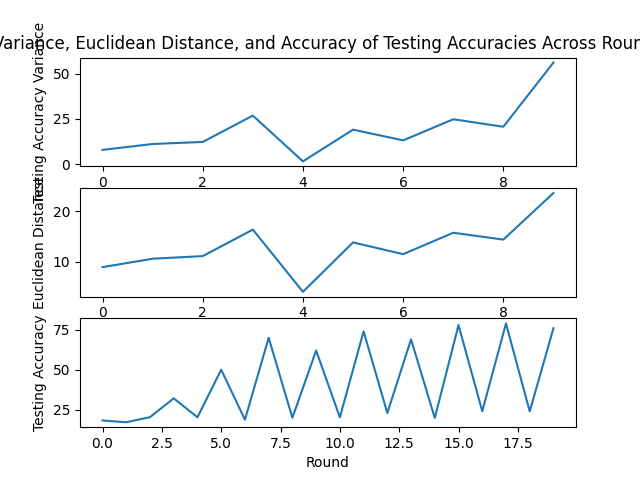 Variance, Euclidean Distance, and Accuracy of Testing Accuracies Across Roun
Testing Accuracy Variance
50
25
0
0 2 4 6 8
Euclidean Distance
20
10
0 2 4 6 8
Testing Accuracy
75
50
25
0.0 2.5 5.0 7.5 10.0 12.5 15.0 17.5
Round